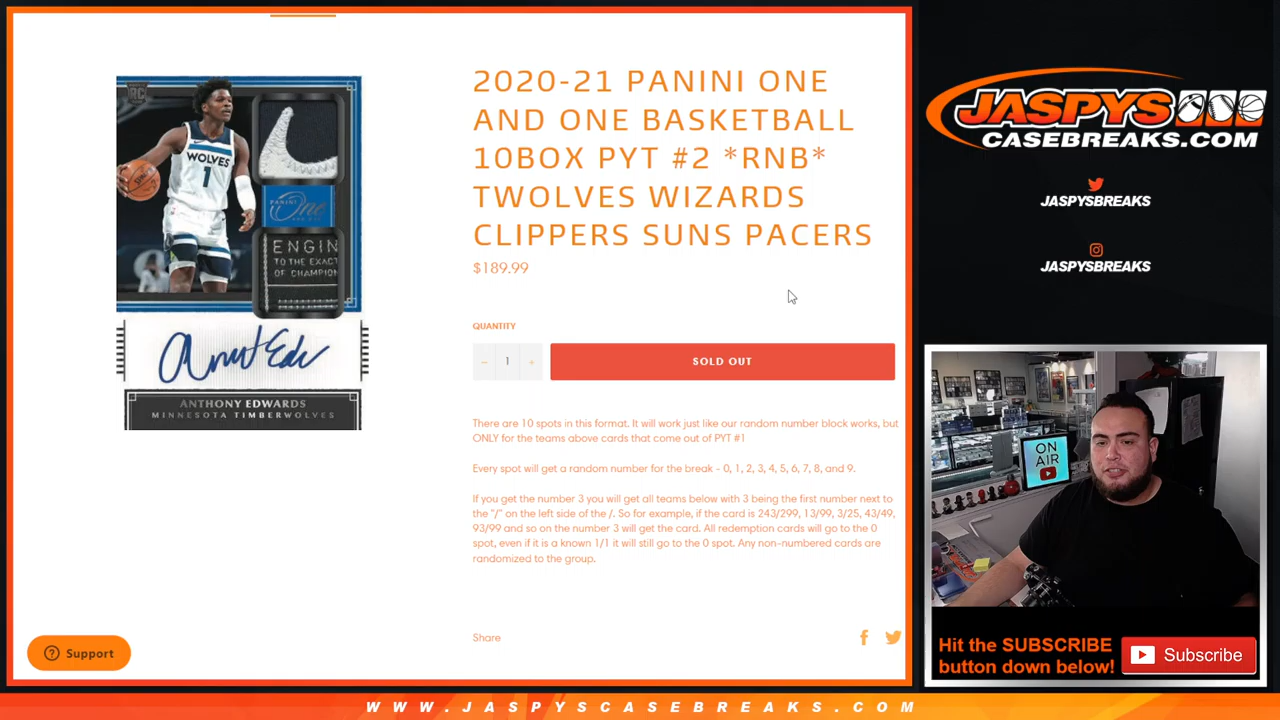 2020-21 PANINI ONE
AND ONE BASKETBALL
10BOX PYT #2 *RNB*
TWOLVES WIZARDS
CLIPPERS SUNS PACERS
$189.99
QUANTITY
− 1 +
SOLD OUT
There are 10 spots in this format. It will work just like our random number block works, but
ONLY for the teams above cards that come out of PYT #1
Every spot will get a random number for the break - 0, 1, 2, 3, 4, 5, 6, 7, 8, and 9.
If you get the number 3 you will get all teams below with 3 being the first number next to
the "/" on the left side of the /. So for example, if the card is 243/299, 13/99, 3/25, 43/49,
93/99 and so on the number 3 will get the card. All redemption cards will go to the 0
spot, even if it is a known 1/1 it will still go to the 0 spot. Any non-numbered cards are
randomized to the group.
Share
Support
RC
WOLVES
1
PANINI
One
ENGIN
TO THE EXACT
OF CHAMPION
ANTHONY EDWARDS
MINNESOTA TIMBERWOLVES
JASPYS
CASEBREAKS.COM
JASPYSBREAKS
JASPYSBREAKS
ON
AIR
Hit the SUBSCRIBE
button down below!
Subscribe
WWW.JASPYSCASEBREAKS.COM